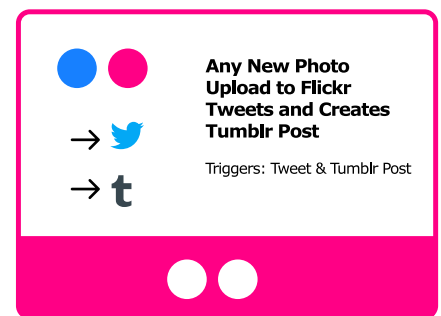 Any New Photo
Upload to Flickr
Tweets and Creates
Tumblr Post
Triggers: Tweet & Tumblr Post
t